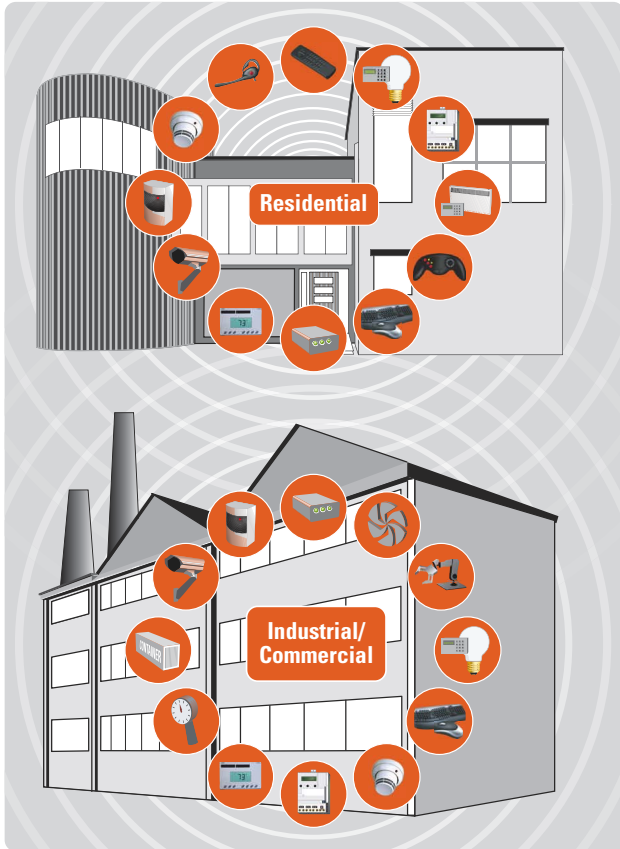 Residential
73
Industrial/
Commercial
CONTAINER
73